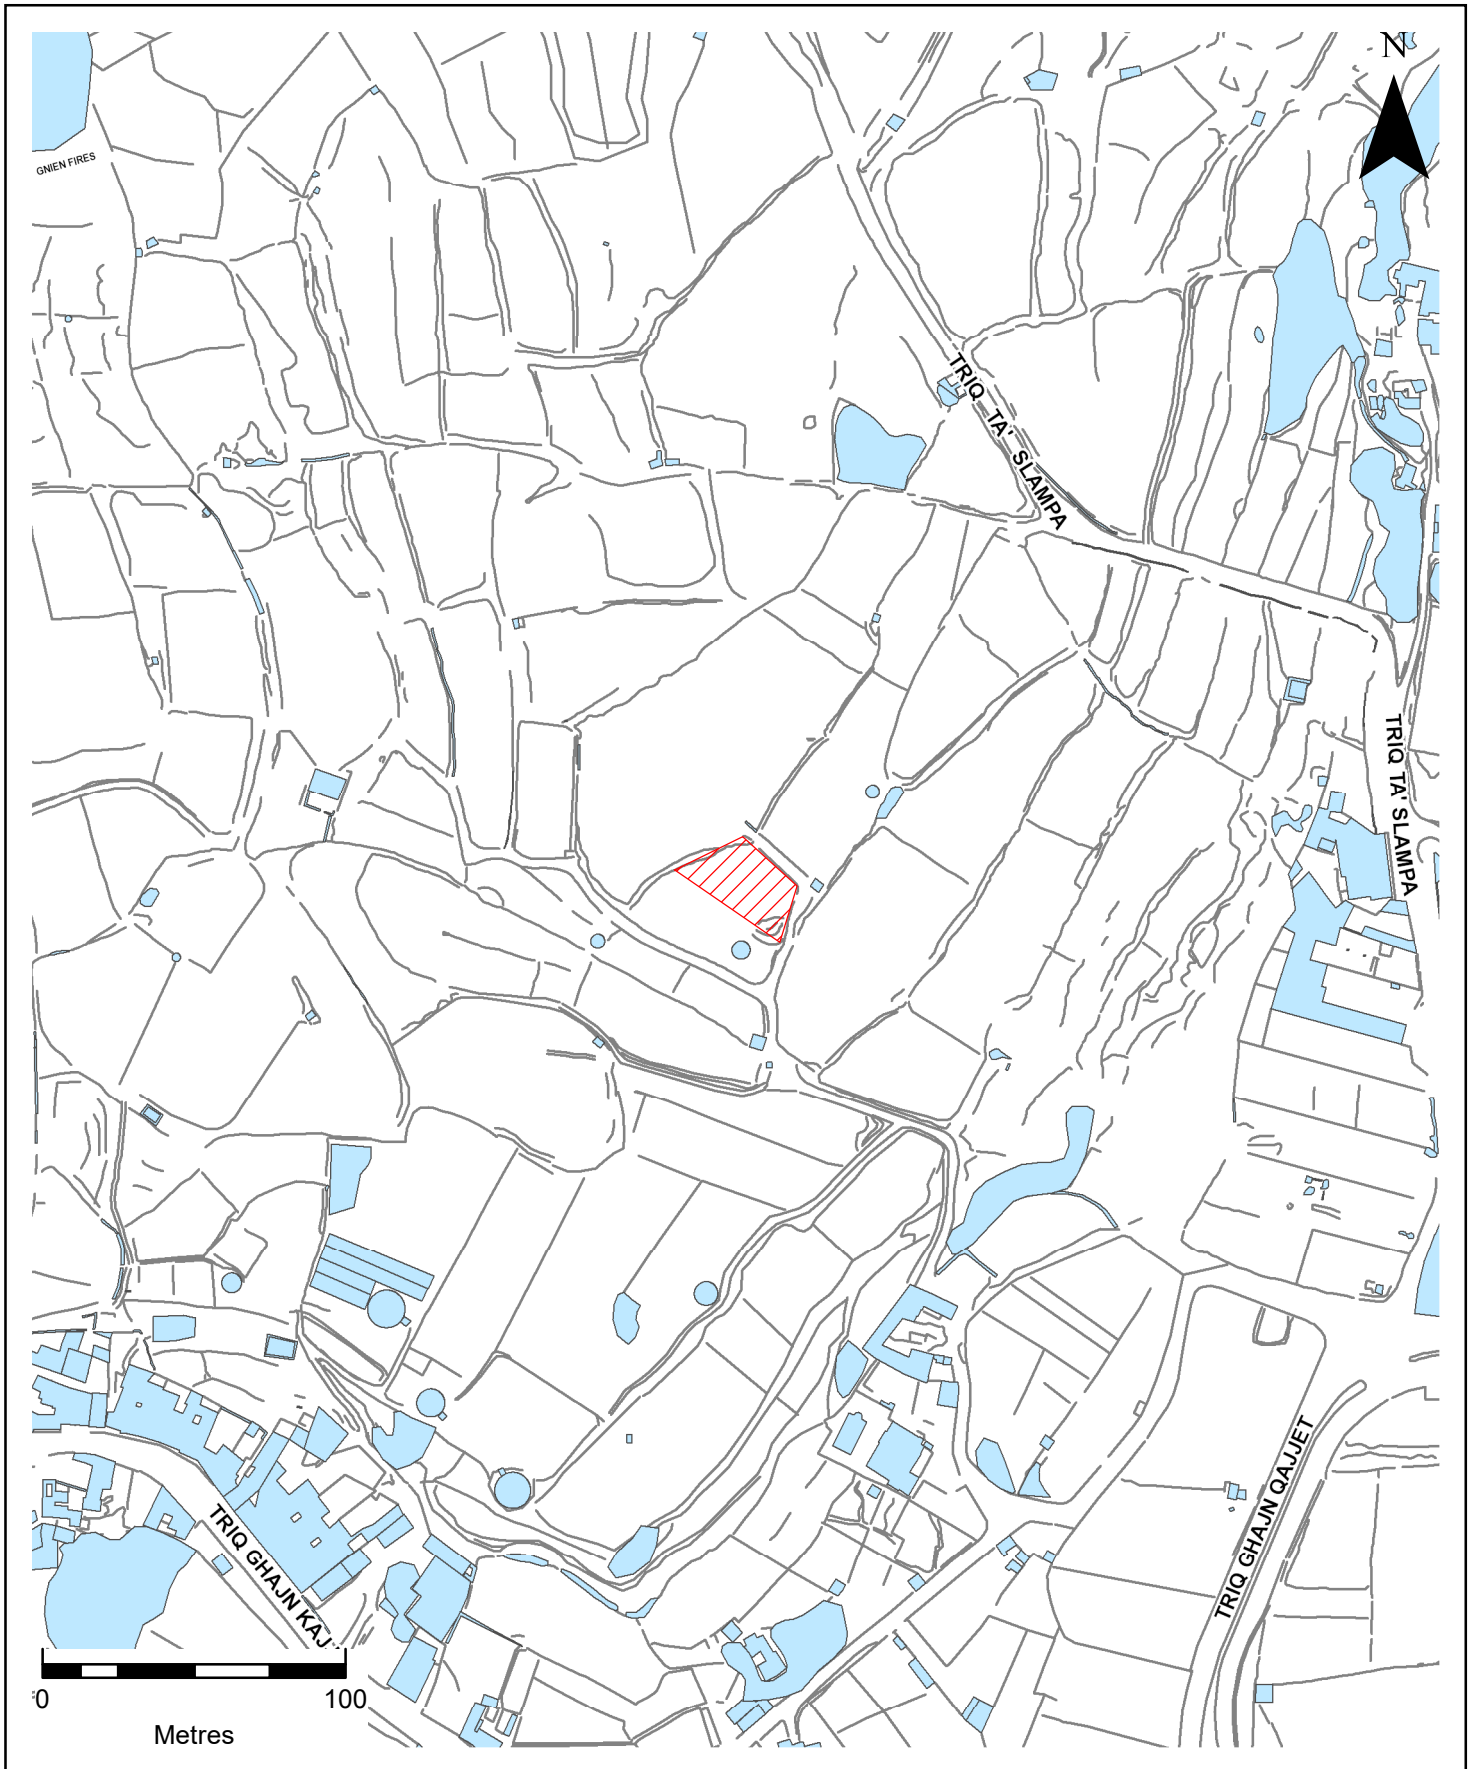 N
GNIEN FIRES
TRIQ TA' SLAMPA
TRIQ TA' SLAMPA
TRIQ GHAJN QAJJET
TRIQ GHAJN KAJ
0 100
Metres